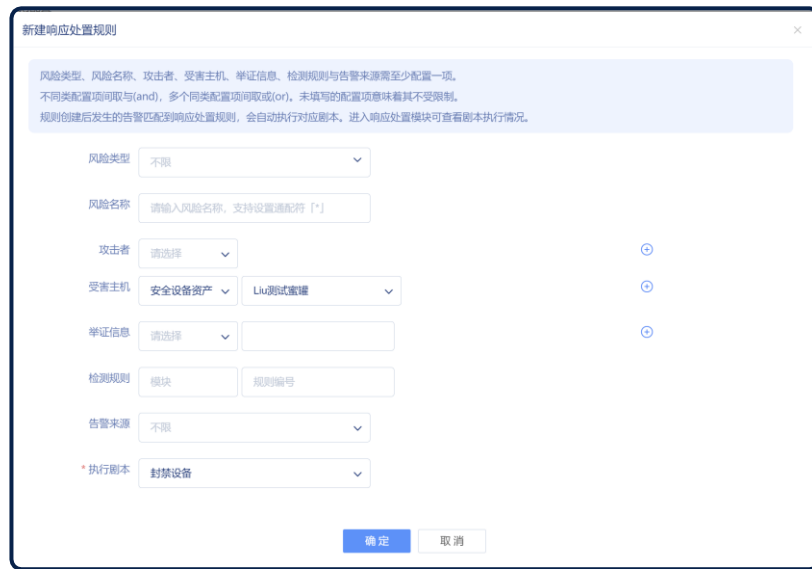 新建响应处置规则
×
风险类型、风险名称、攻击者、受害主机、举证信息、检测规则与告警来源需至少配置一项。
不同类配置项间取与(and)，多个同类配置项间取或(or)。未填写的配置项意味着其不受限制。
规则创建后发生的告警匹配到响应处置规则，会自动执行对应剧本。进入响应处置模块可查看剧本执行情况。
风险类型 不限
风险名称 请输入风险名称，支持设置通配符「*」
攻击者 请选择
受害主机 安全设备资产 Liu测试蜜罐
举证信息 请选择
检测规则 模块 规则编号
告警来源 不限
* 执行剧本 封禁设备
确定 取消